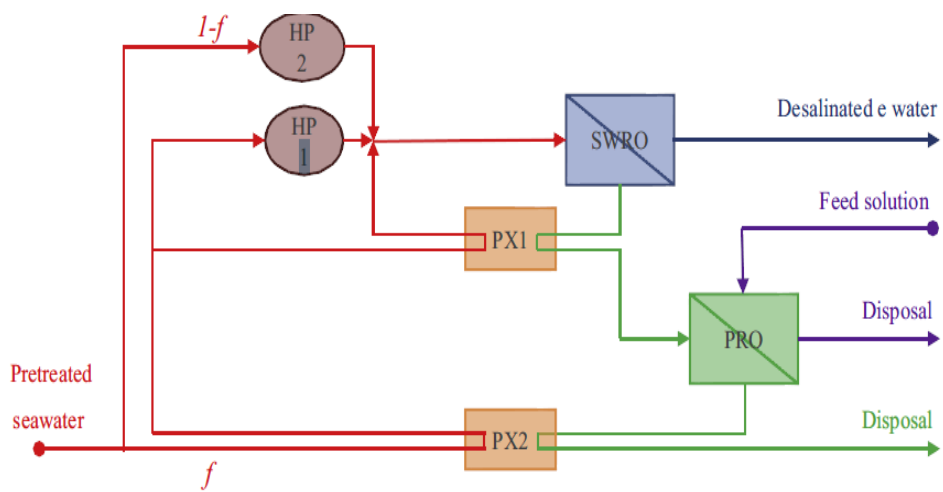 1-f
HP
2
HP
1
SWRO
Desalinated e water
Feed solution
PX1
PRO
Disposal
Pretreated
seawater
PX2
Disposal
f